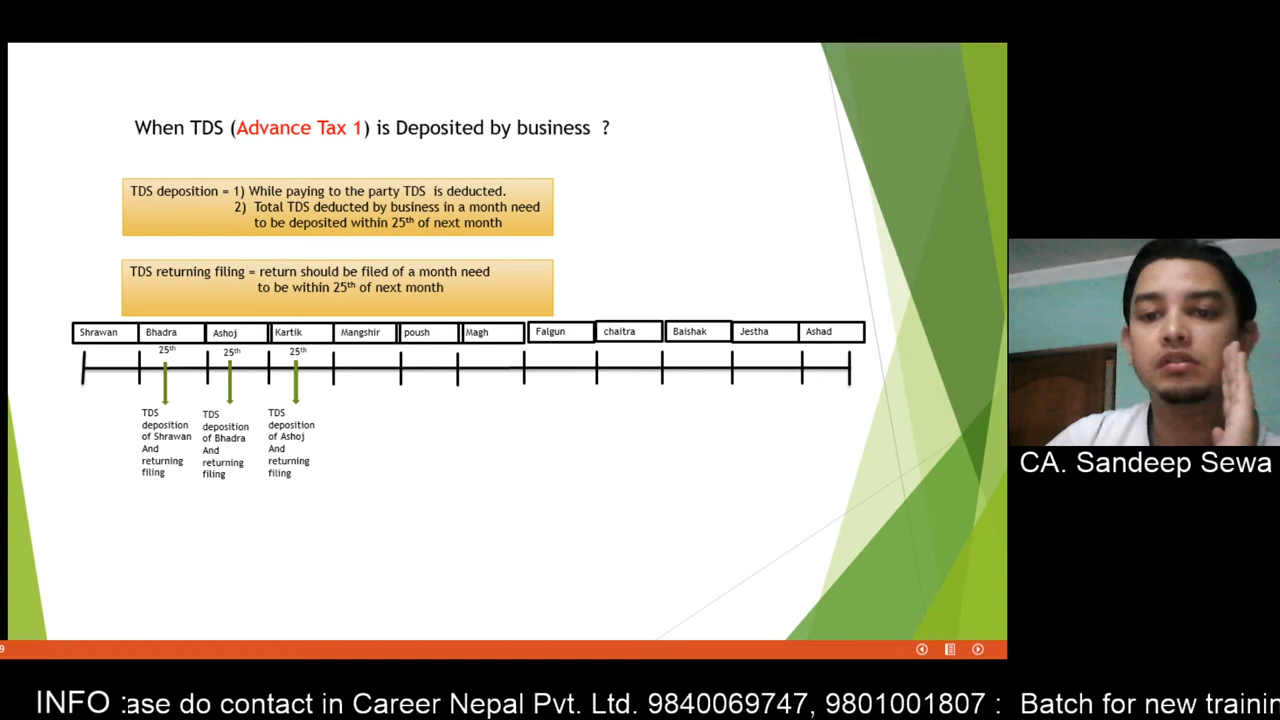 When TDS (Advance Tax 1) is Deposited by business ?
TDS deposition = 1) While paying to the party TDS is deducted.
2) Total TDS deducted by business in a month need
to be deposited within 25th of next month
TDS returning filing = return should be filed of a month need
to be within 25th of next month
Shrawan Bhadra Ashoj Kartik Mangshir poush Magh Falgun chaitra Baishak Jestha Ashad
25th 25th 25th
TDS
deposition
of Shrawan
And
returning
filing
TDS
deposition
of Bhadra
And
returning
filing
TDS
deposition
of Ashoj
And
returning
filing
CA. Sandeep Sewa
9
INFO :ase do contact in Career Nepal Pvt. Ltd. 9840069747, 9801001807 : Batch for new trainin